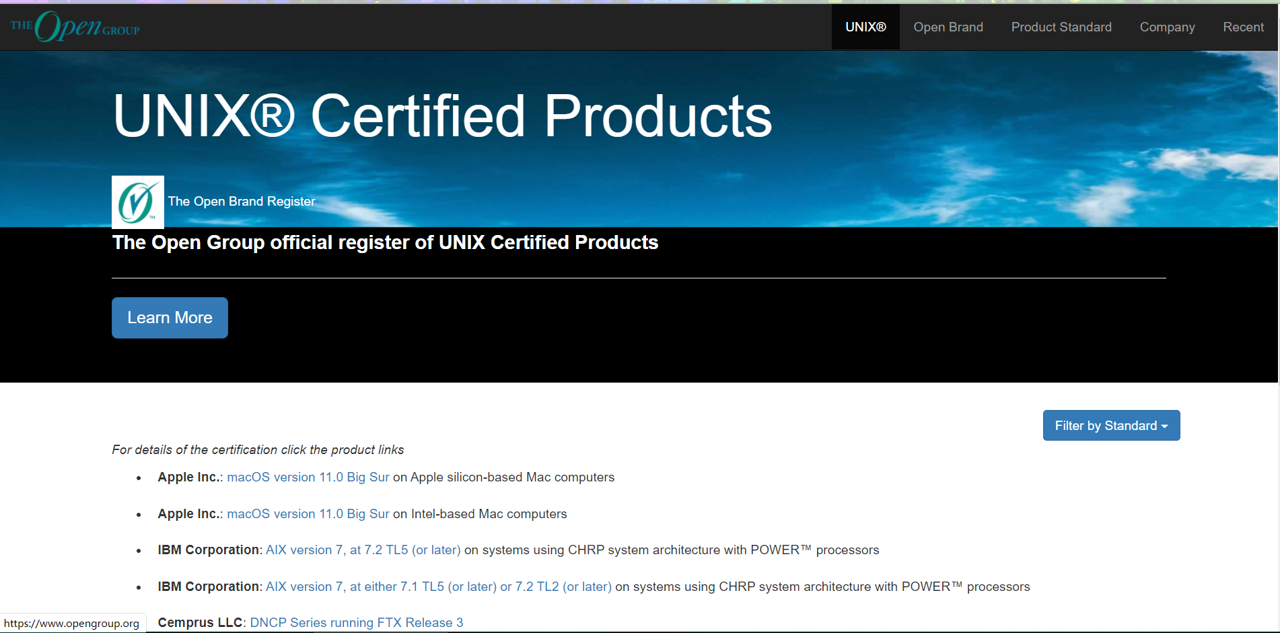 THE Open GROUP
UNIX® Open Brand Product Standard Company Recent
UNIX® Certified Products
The Open Brand Register
The Open Group official register of UNIX Certified Products
Learn More
Filter by Standard
For details of the certification click the product links
• Apple Inc.: macOS version 11.0 Big Sur on Apple silicon-based Mac computers
• Apple Inc.: macOS version 11.0 Big Sur on Intel-based Mac computers
• IBM Corporation: AIX version 7, at 7.2 TL5 (or later) on systems using CHRP system architecture with POWER™ processors
• IBM Corporation: AIX version 7, at either 7.1 TL5 (or later) or 7.2 TL2 (or later) on systems using CHRP system architecture with POWER™ processors
Cemprus LLC: DNCP Series running FTX Release 3
https://www.opengroup.org